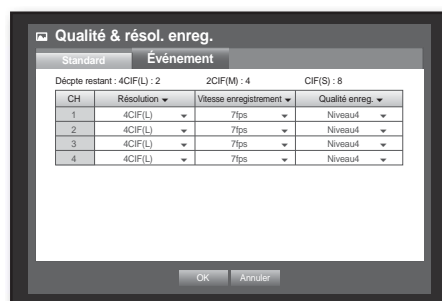 Qualité & résol. enreg.
Standard Événement
Décpte restant : 4CIF(L) : 2 2CIF(M) : 4 CIF(S) : 8
CH Résolution Vitesse enregistrement Qualité enreg.
1 4CIF(L) 7fps Niveau4
2 4CIF(L) 7fps Niveau4
3 4CIF(L) 7fps Niveau4
4 4CIF(L) 7fps Niveau4
OK Annuler